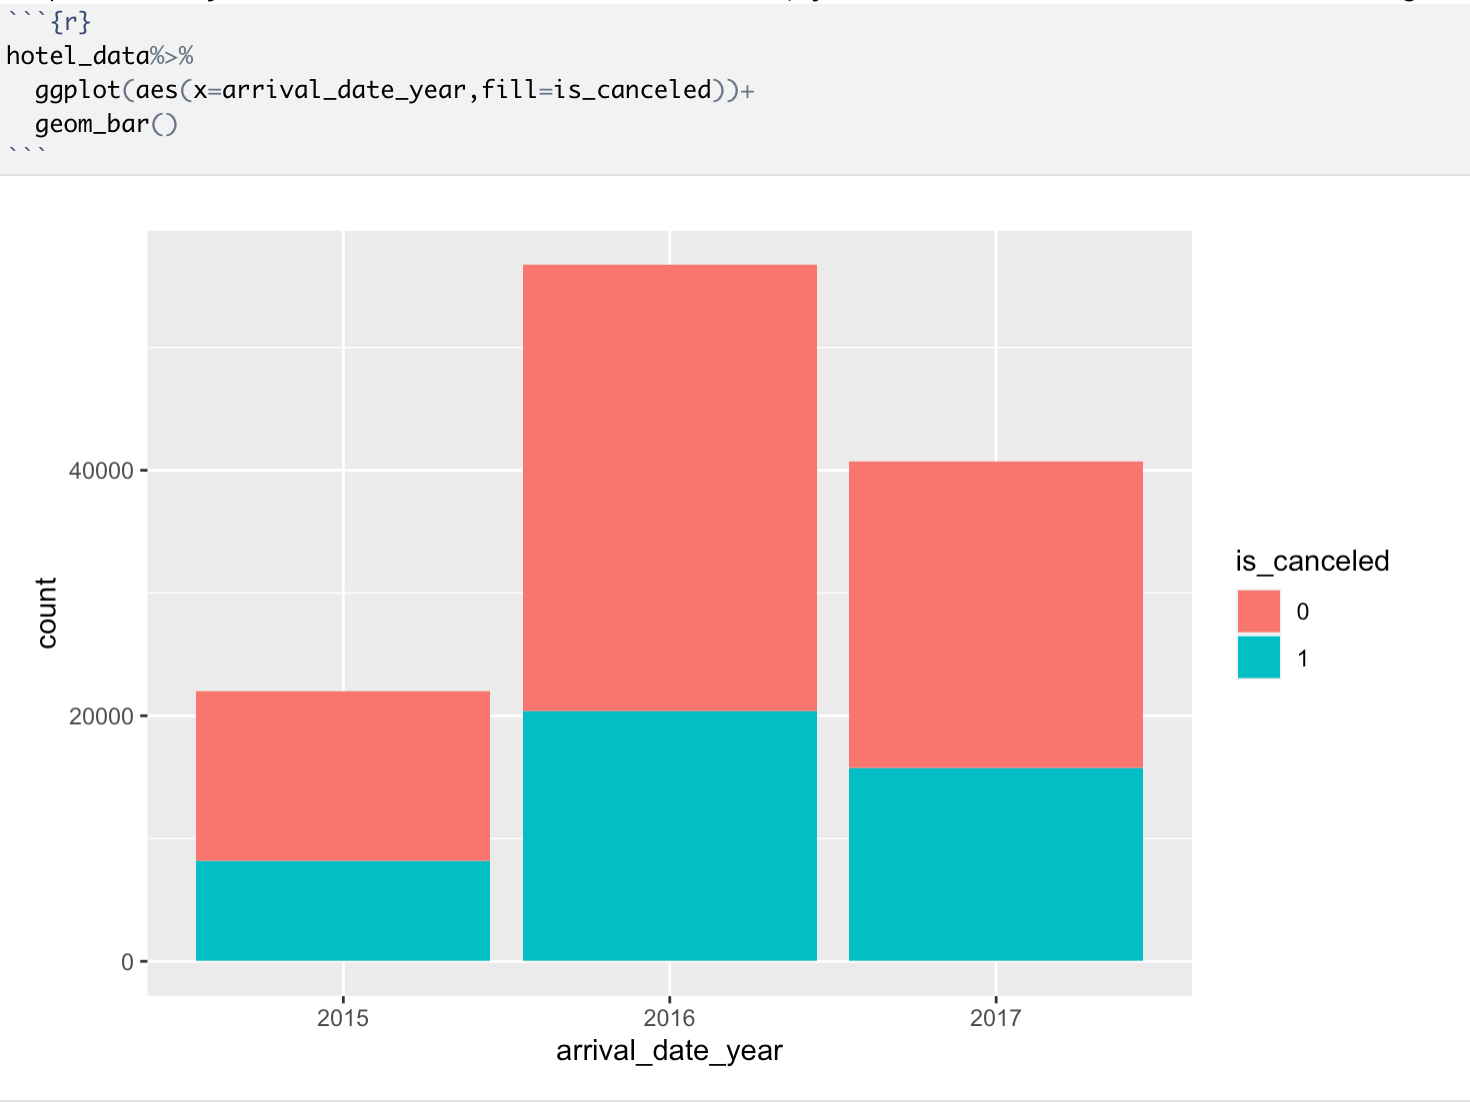 ```{r}
hotel_data%>%
  ggplot(aes(x=arrival_date_year,fill=is_canceled))+
  geom_bar()
```
40000
20000
0
count
2015 2016 2017
arrival_date_year
is_canceled
0
1